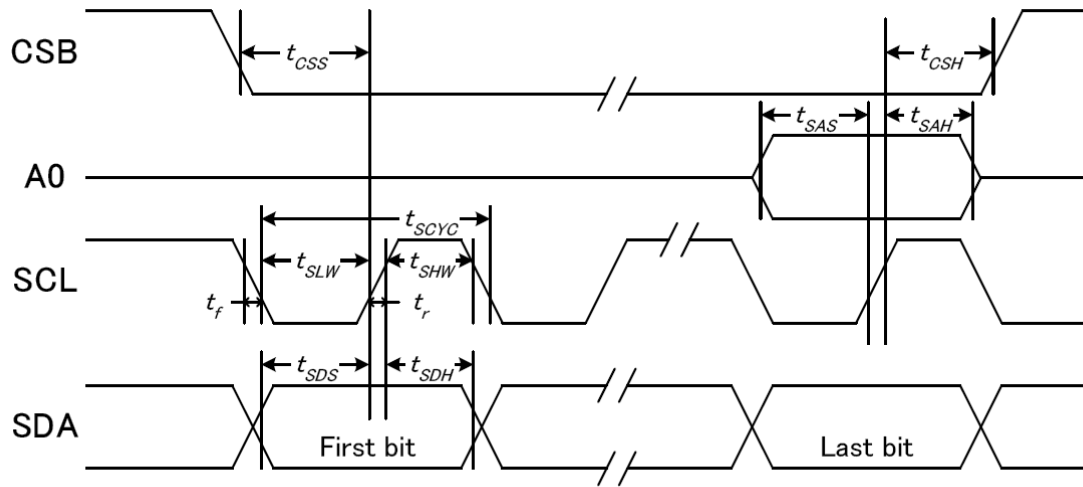 CSB
tCSS
tCSH
A0
tSAS
tSAH
SCL
tSCYC
tSLW
tSHW
tf
tr
SDA
tSDS
tSDH
First bit
Last bit